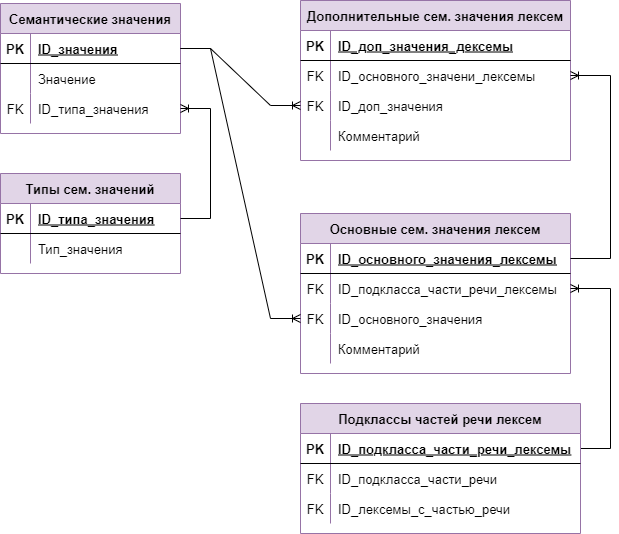 Семантические значения
PK ID_значения
Значение
FK ID_типа_значения
Типы сем. значений
PK ID_типа_значения
Тип_значения
Дополнительные сем. значения лексем
PK ID_доп_значения_дексемы
FK ID_основного_значени_лексемы
FK ID_доп_значения
Комментарий
Основные сем. значения лексем
PK ID_основного_значения_лексемы
FK ID_подкласса_части_речи_лексемы
FK ID_основного_значения
Комментарий
Подклассы частей речи лексем
PK ID_подкласса_части_речи_лексемы
FK ID_подкласса_части_речи
FK ID_лексемы_с_частью_речи